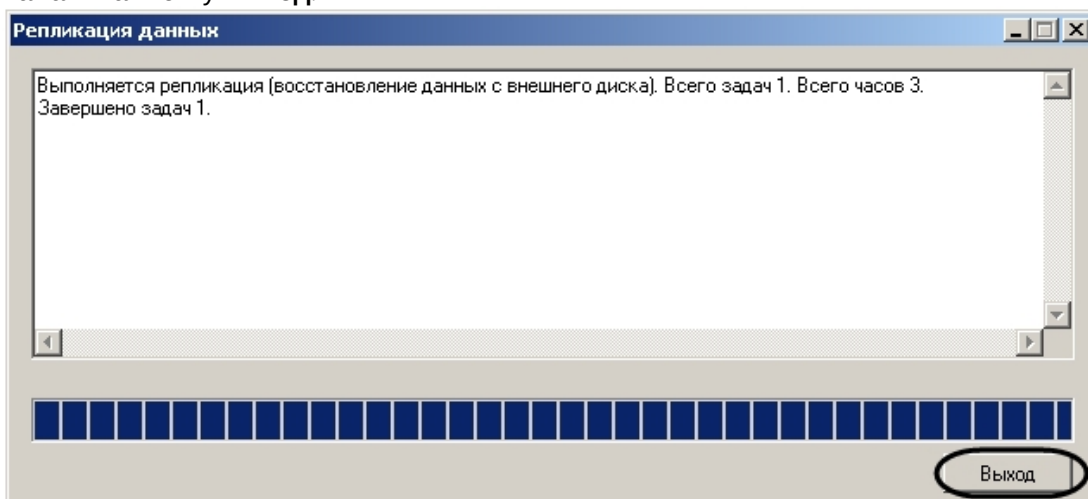 Репликация данных
Выполняется репликация (восстановление данных с внешнего диска). Всего задач 1. Всего часов 3.
Завершено задач 1.
Выход